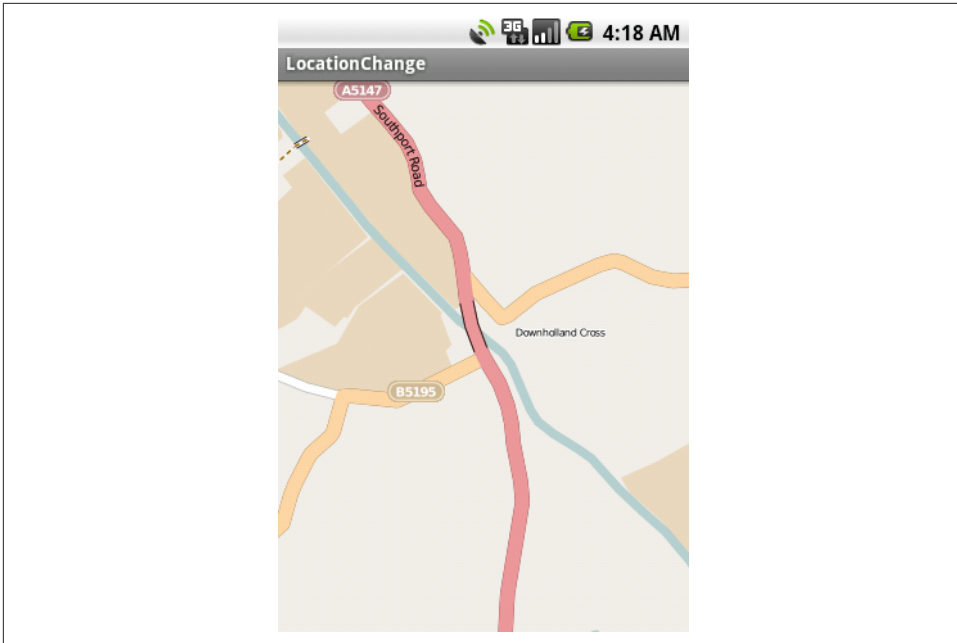 3G 4:18 AM
LocationChange
A5147
Southport Road
Downholland Cross
B5195